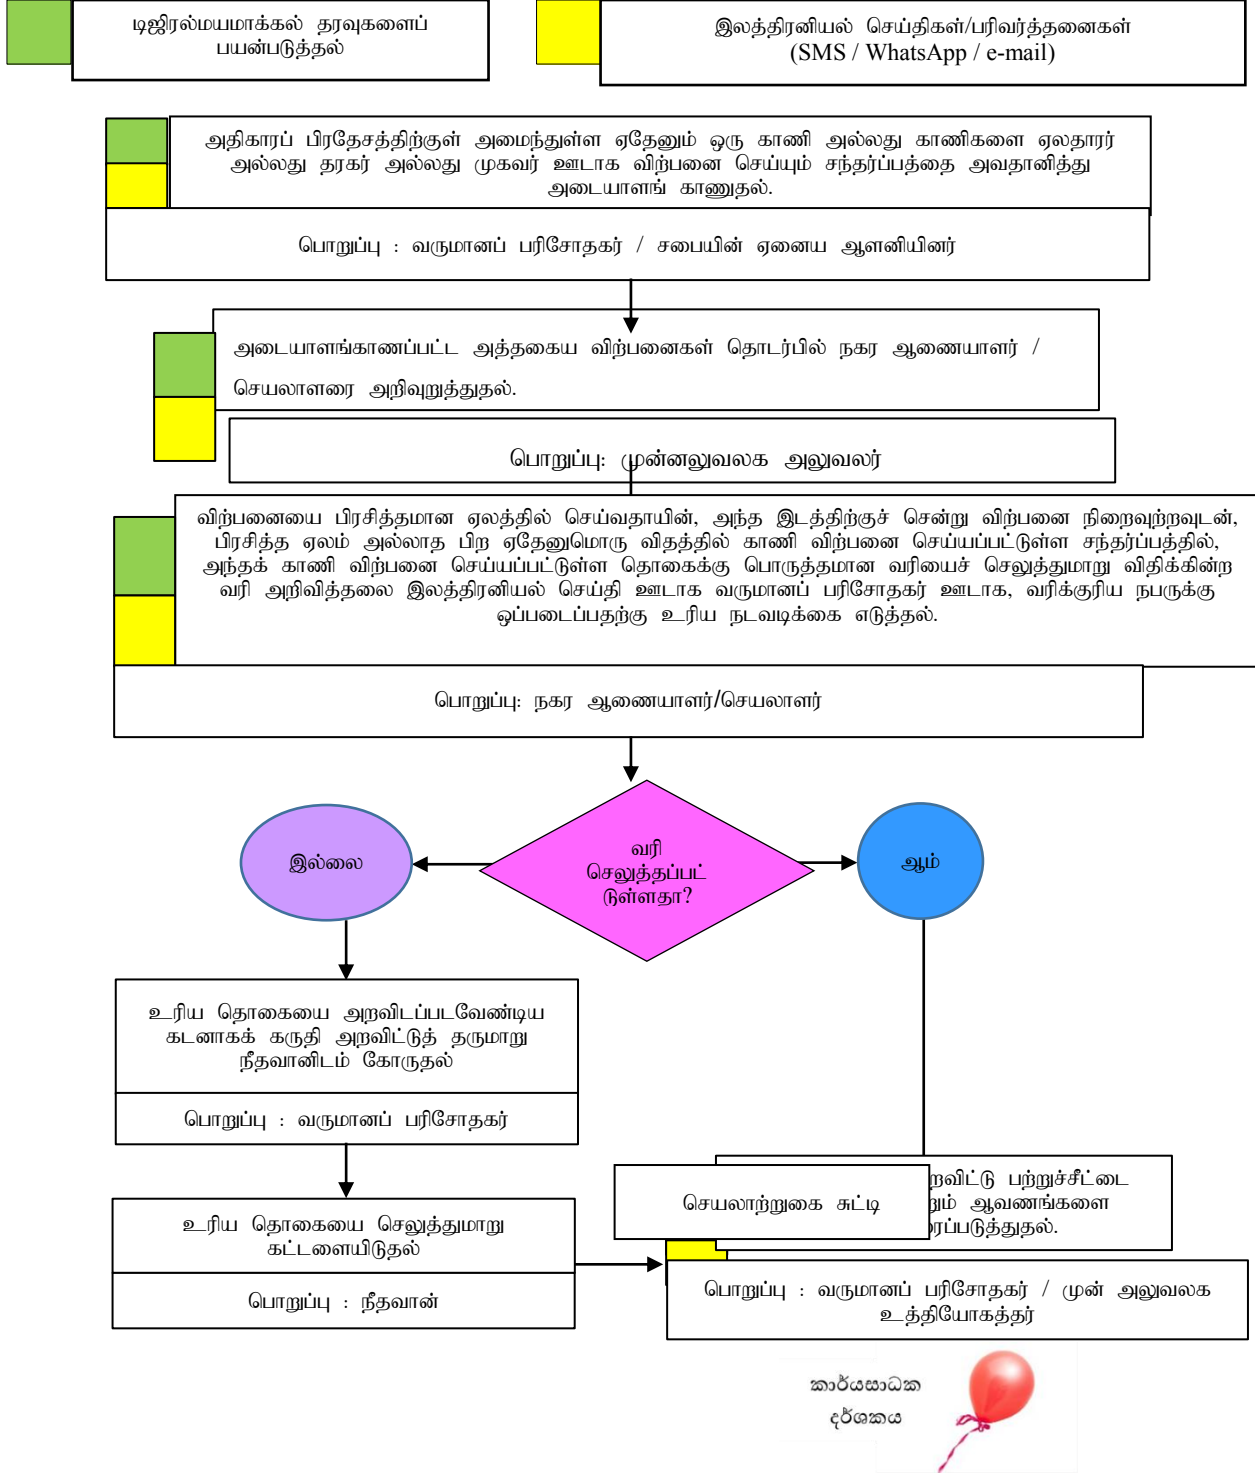 டிஜிரல்மயமாக்கல் தரவுகளைப்
பயன்படுத்தல்
இலத்திரனியல் செய்திகள்/பரிவர்த்தனைகள்
(SMS / WhatsApp / e-mail)
அதிகாரப் பிரதேசத்திற்குள் அமைந்துள்ள ஏதேனும் ஒரு காணி அல்லது காணிகளை ஏலதாரர்
அல்லது தரகர் அல்லது முகவர் ஊடாக விற்பனை செய்யும் சந்தர்ப்பத்தை அவதானித்து
அடையாளங் காணுதல்.
பொறுப்பு : வருமானப் பரிசோதகர் / சபையின் ஏனைய ஆளனியினர்
அடையாளங்காணப்பட்ட அத்தகைய விற்பனைகள் தொடர்பில் நகர ஆணையாளர் /
செயலாளரை அறிவுறுத்துதல்.
பொறுப்பு: முன்னலுவலக அலுவலர்
விற்பனையை பிரசித்தமான ஏலத்தில் செய்வதாயின், அந்த இடத்திற்குச் சென்று விற்பனை நிறைவுற்றவுடன்,
பிரசித்த ஏலம் அல்லாத பிற ஏதேனுமொரு விதத்தில் காணி விற்பனை செய்யப்பட்டுள்ள சந்தர்ப்பத்தில்,
அந்தக் காணி விற்பனை செய்யப்பட்டுள்ள தொகைக்கு பொருத்தமான வரியைச் செலுத்துமாறு விதிக்கின்ற
வரி அறிவித்தலை இலத்திரனியல் செய்தி ஊடாக வருமானப் பரிசோதகர் ஊடாக, வரிக்குரிய நபருக்கு
ஒப்படைப்பதற்கு உரிய நடவடிக்கை எடுத்தல்.
பொறுப்பு: நகர ஆணையாளர்/செயலாளர்
வரி
செலுத்தப்பட்
டுள்ளதா?
இல்லை
ஆம்
உரிய தொகையை அறவிடப்படவேண்டிய
கடனாகக் கருதி அறவிட்டுத் தருமாறு
நீதவானிடம் கோருதல்
பொறுப்பு : வருமானப் பரிசோதகர்
உரிய தொகையை செலுத்துமாறு
கட்டளையிடுதல்
பொறுப்பு : நீதவான்
செயலாற்றுகை சுட்டி
பற்றுச்சீட்டை
ஆவணங்களை
பொறுப்பு : வருமானப் பரிசோதகர் / முன் அலுவலக
உத்தியோகத்தர்
කාර්යසාධක
දර්ශකය